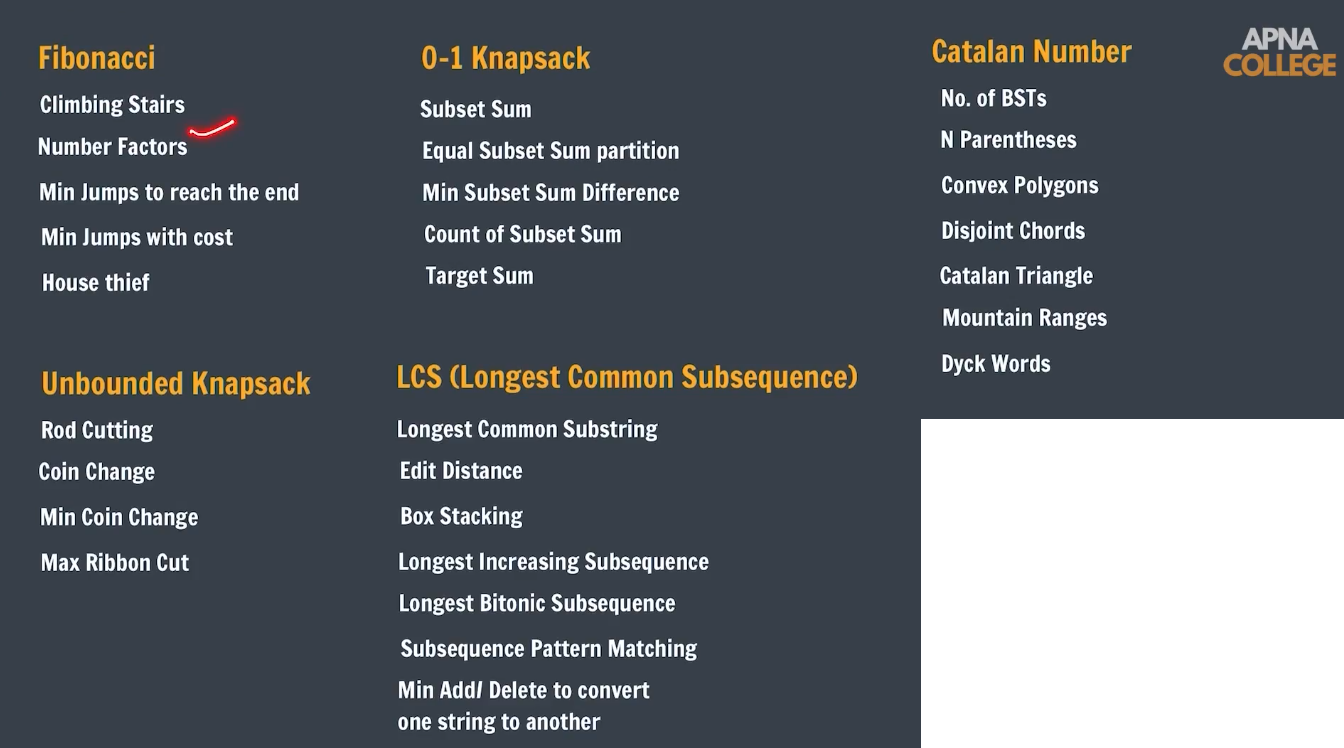 Fibonacci
Climbing Stairs
Number Factors
Min Jumps to reach the end
Min Jumps with cost
House thief
0-1 Knapsack
Subset Sum
Equal Subset Sum partition
Min Subset Sum Difference
Count of Subset Sum
Target Sum
Catalan Number
No. of BSTs
N Parentheses
Convex Polygons
Disjoint Chords
Catalan Triangle
Mountain Ranges
Dyck Words
APNA
COLLEGE
Unbounded Knapsack
Rod Cutting
Coin Change
Min Coin Change
Max Ribbon Cut
LCS (Longest Common Subsequence)
Longest Common Substring
Edit Distance
Box Stacking
Longest Increasing Subsequence
Longest Bitonic Subsequence
Subsequence Pattern Matching
Min Add/ Delete to convert
one string to another